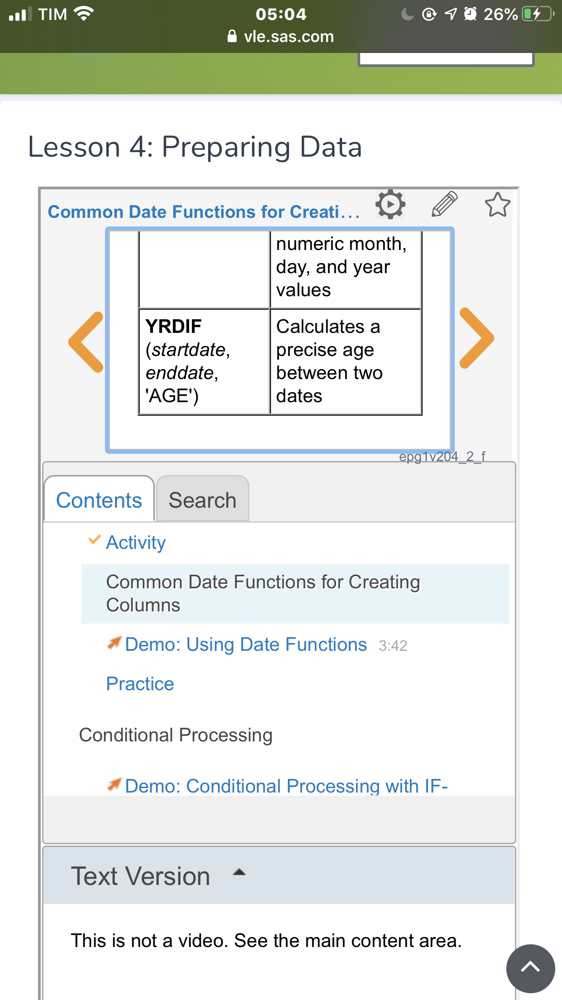 TIM 05:04 26%
vle.sas.com
Lesson 4: Preparing Data
Common Date Functions for Creati...
numeric month,
day, and year
values
YRDIF
(startdate,
enddate,
'AGE')
Calculates a
precise age
between two
dates
epg1v204_2_f
Contents Search
Activity
Common Date Functions for Creating
Columns
Demo: Using Date Functions 3:42
Practice
Conditional Processing
Demo: Conditional Processing with IF-
Text Version
This is not a video. See the main content area.